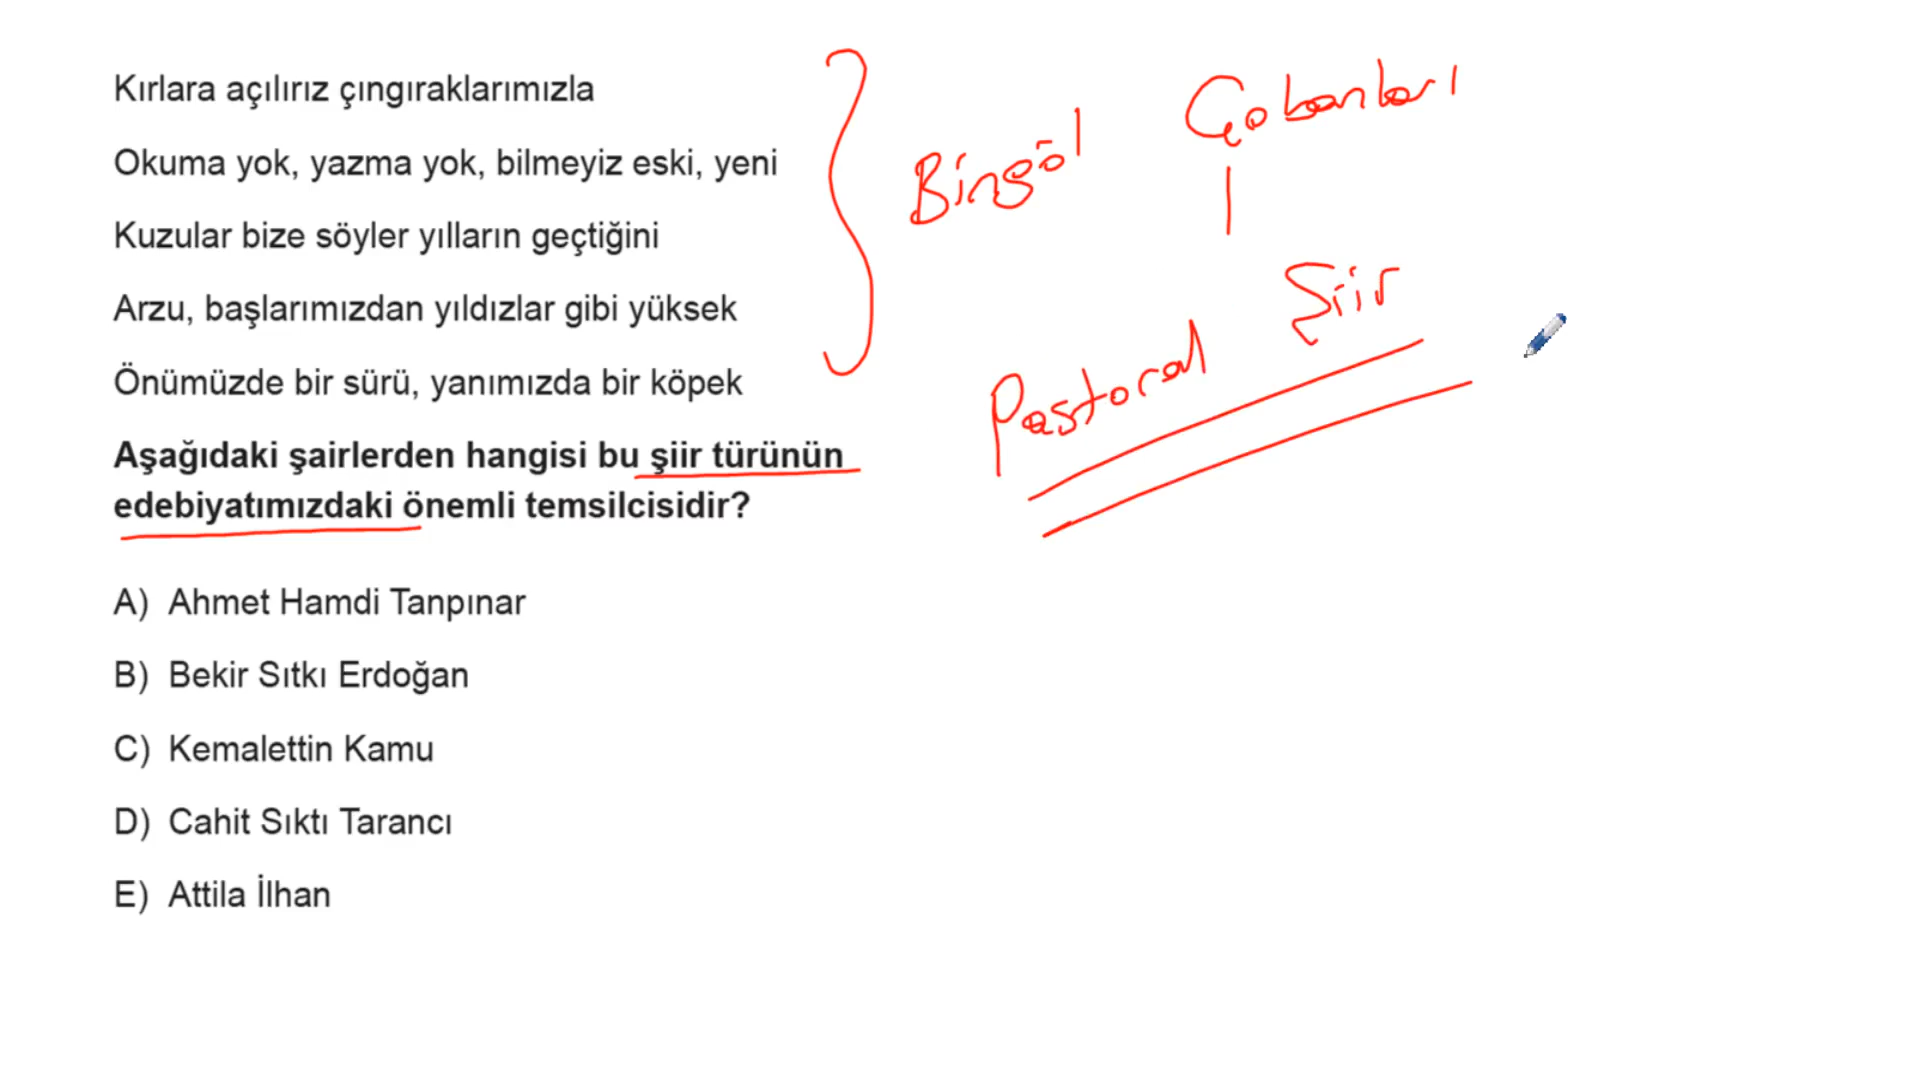 Kırlara açılırız çıngıraklarımızla
Okuma yok, yazma yok, bilmeyiz eski, yeni
Kuzular bize söyler yılların geçtiğini
Arzu, başlarımızdan yıldızlar gibi yüksek
Önümüzde bir sürü, yanımızda bir köpek
Aşağıdaki şairlerden hangisi bu şiir türünün
edebiyatımızdaki önemli temsilcisidir?
A) Ahmet Hamdi Tanpınar
B) Bekir Sıtkı Erdoğan
C) Kemalettin Kamu
D) Cahit Sıktı Tarancı
E) Attila İlhan
Bingöl Çobanları
Pastoral Şiir